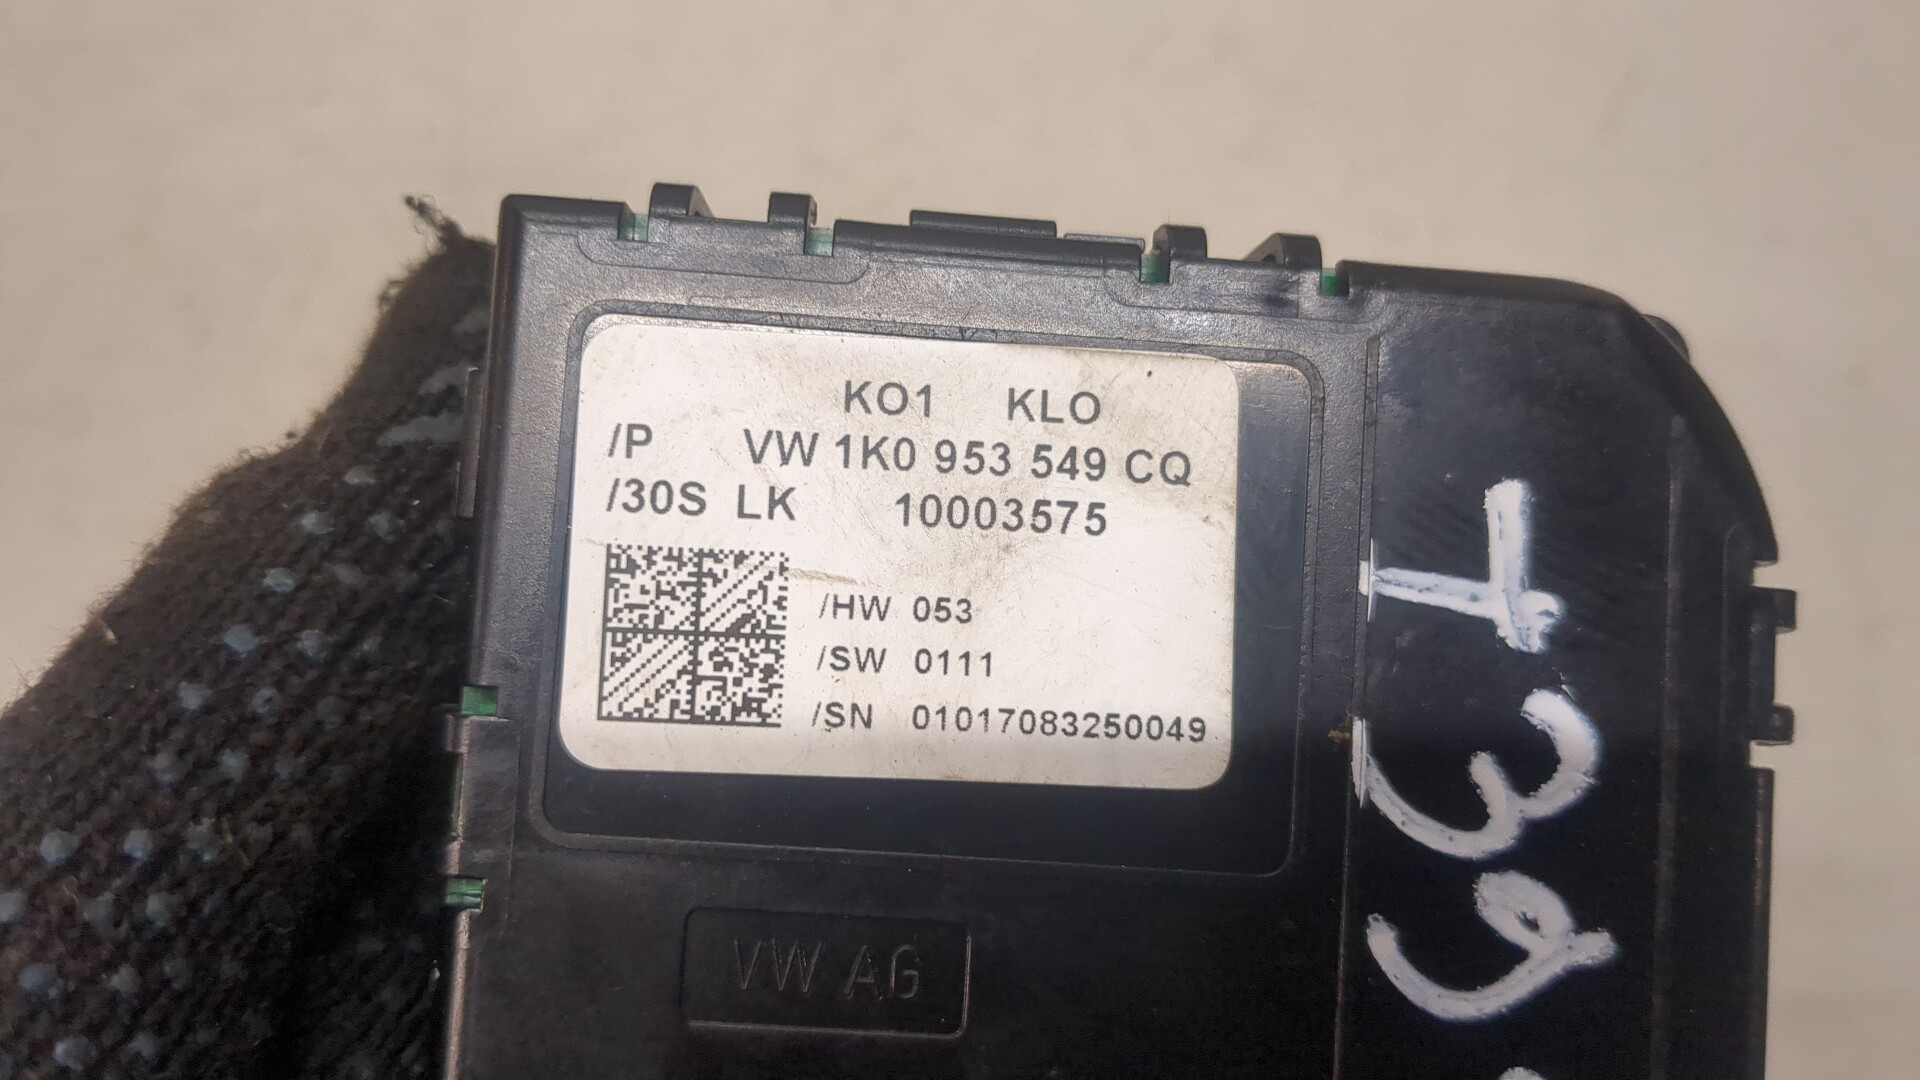 KO1 KLO
/P VW 1K0 953 549 CQ
/30S LK 10003575
/HW 053
/SW 0111
/SN 01017083250049
VW AG